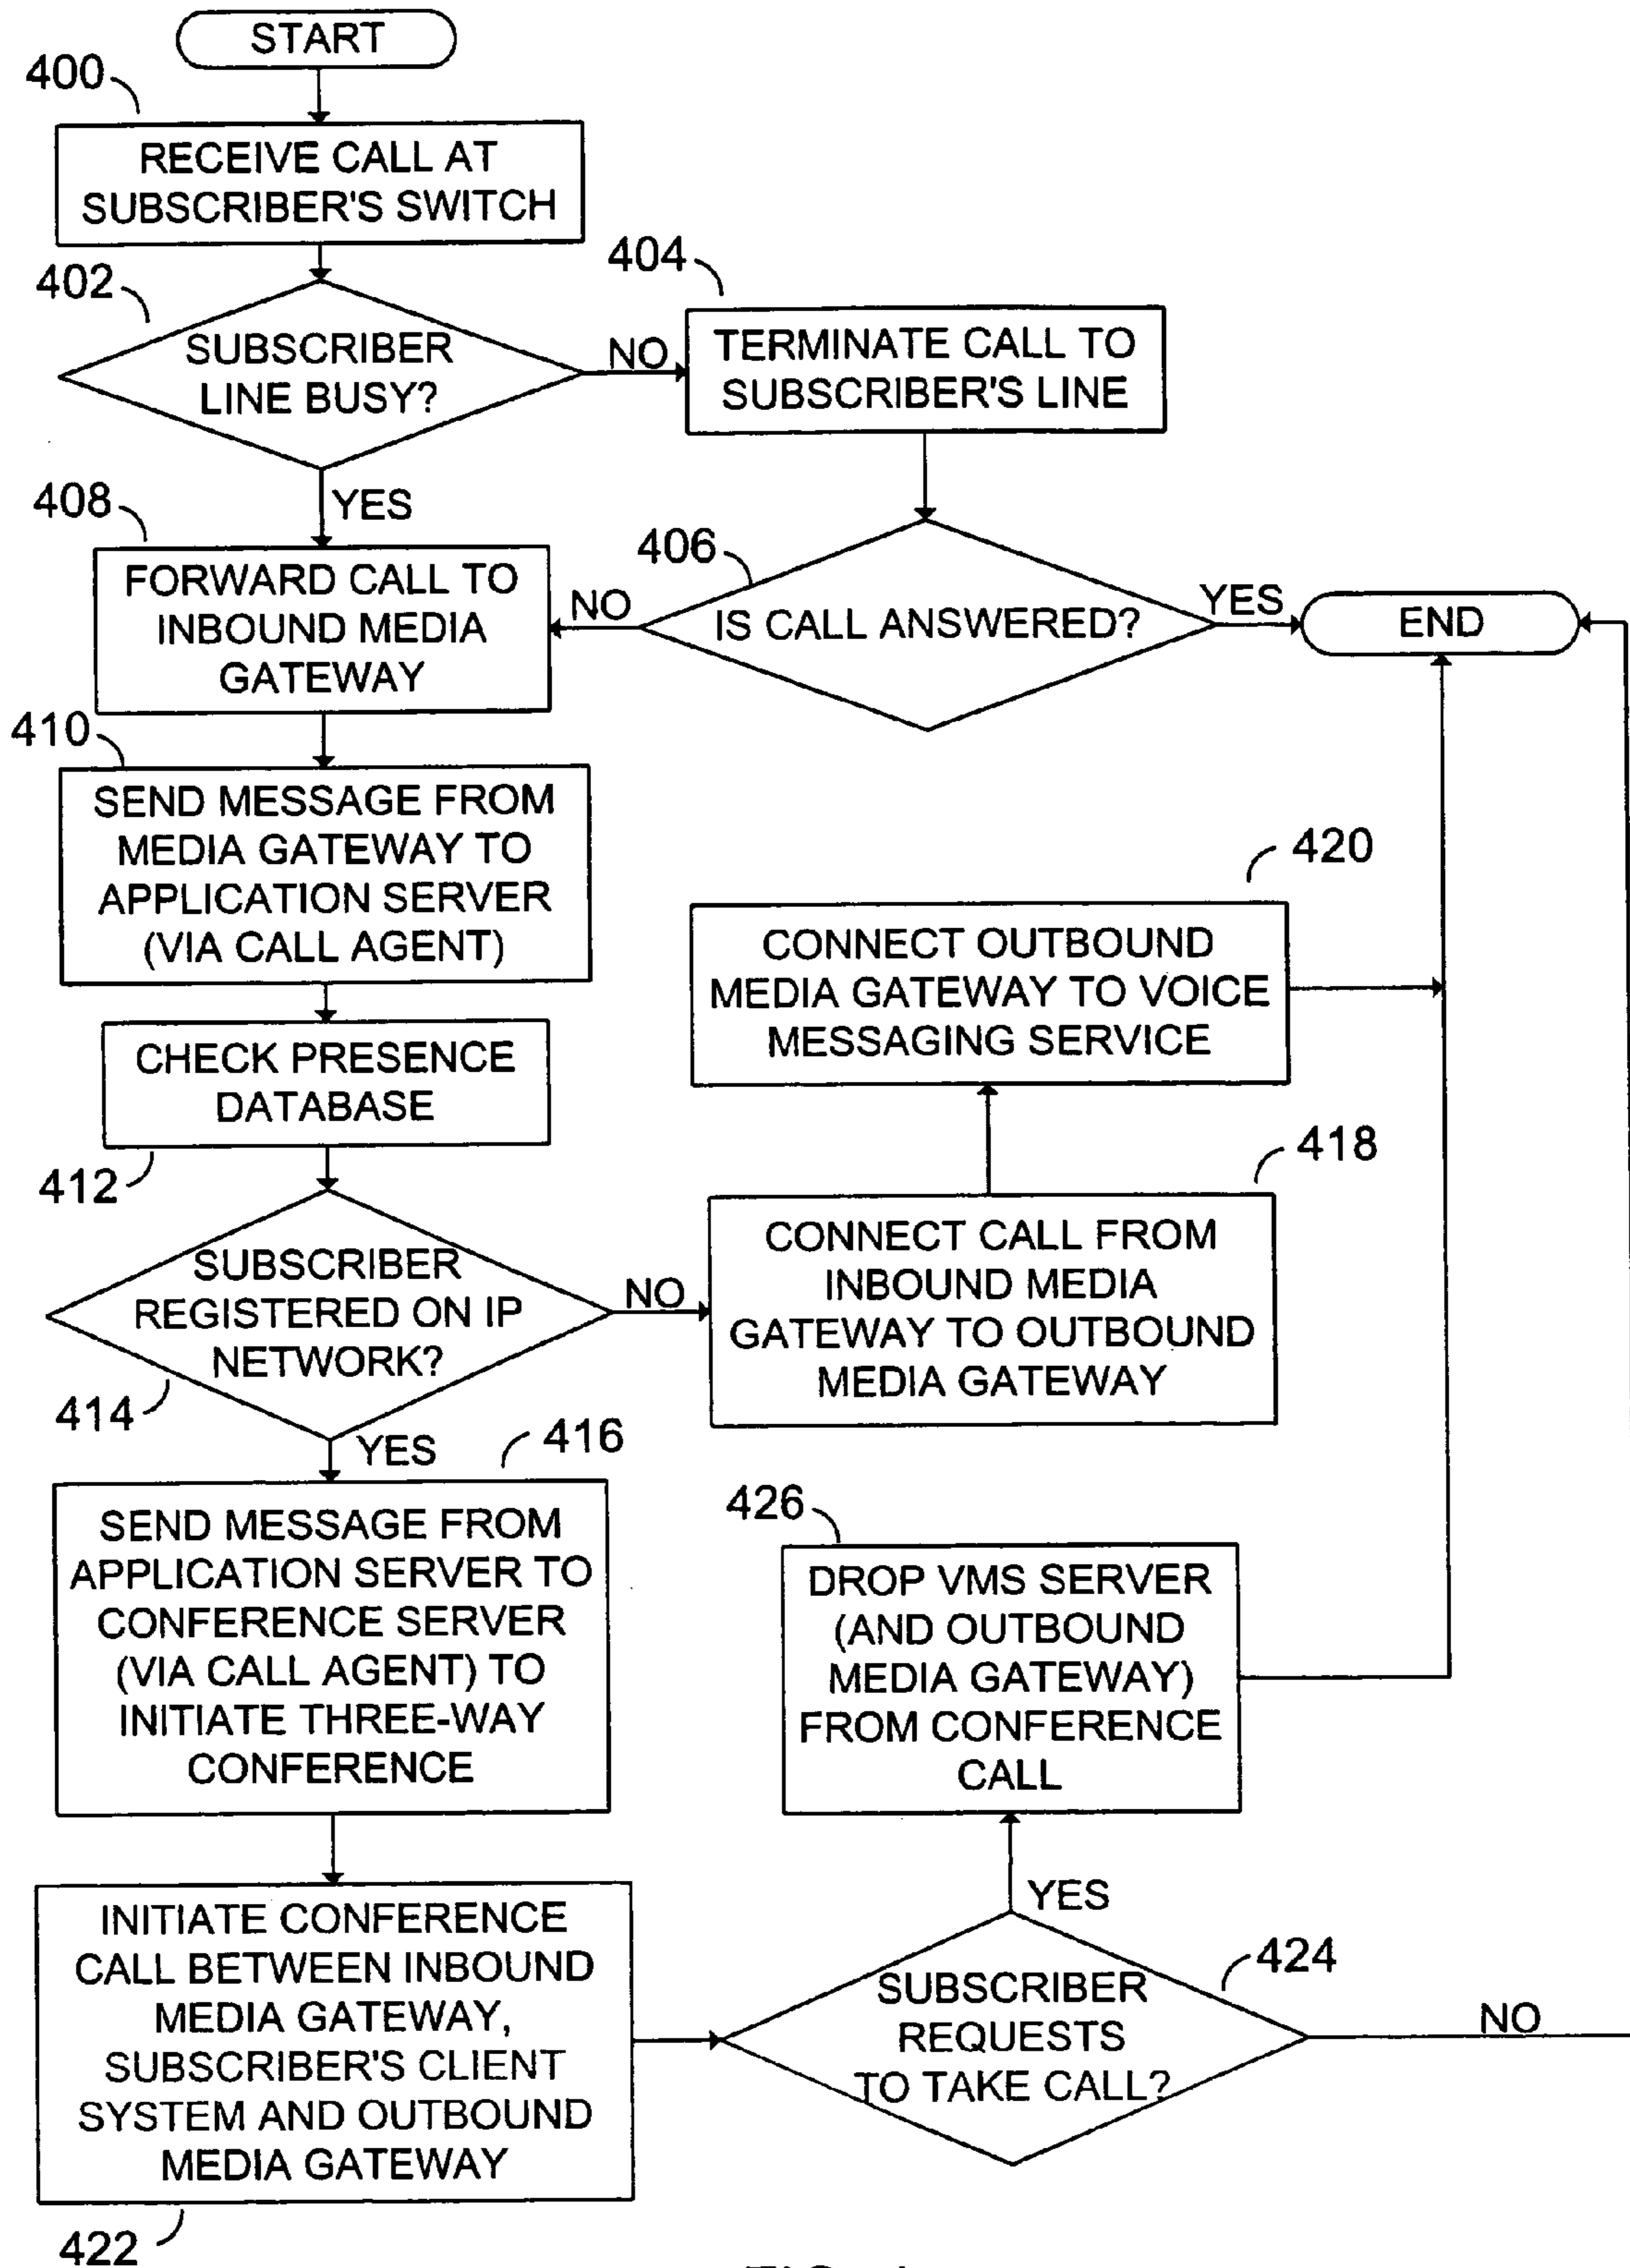 START
400
RECEIVE CALL AT
SUBSCRIBER'S SWITCH
402
SUBSCRIBER
LINE BUSY?
NO
404
TERMINATE CALL TO
SUBSCRIBER'S LINE
YES
408
FORWARD CALL TO
INBOUND MEDIA
GATEWAY
406
IS CALL ANSWERED?
NO
YES
END
410
SEND MESSAGE FROM
MEDIA GATEWAY TO
APPLICATION SERVER
(VIA CALL AGENT)
CHECK PRESENCE
DATABASE
412
SUBSCRIBER
REGISTERED ON IP
NETWORK?
414
NO
420
CONNECT OUTBOUND
MEDIA GATEWAY TO VOICE
MESSAGING SERVICE
418
CONNECT CALL FROM
INBOUND MEDIA
GATEWAY TO OUTBOUND
MEDIA GATEWAY
YES
416
SEND MESSAGE FROM
APPLICATION SERVER TO
CONFERENCE SERVER
(VIA CALL AGENT) TO
INITIATE THREE-WAY
CONFERENCE
426
DROP VMS SERVER
(AND OUTBOUND
MEDIA GATEWAY)
FROM CONFERENCE
CALL
INITIATE CONFERENCE
CALL BETWEEN INBOUND
MEDIA GATEWAY,
SUBSCRIBER'S CLIENT
SYSTEM AND OUTBOUND
MEDIA GATEWAY
422
YES
424
SUBSCRIBER
REQUESTS
TO TAKE CALL?
NO